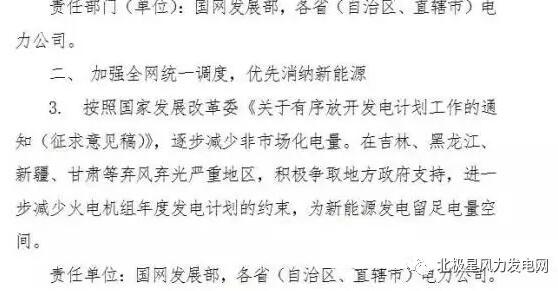 责任部门（单位）：国网发展部，各省（自治区、直辖市）电
力公司。
二、 加强全网统一调度，优先消纳新能源
3. 按照国家发展改革委《关于有序放开发电计划工作的通
知（征求意见稿）》，逐步减少非市场化电量。在吉林、黑龙江、
新疆、甘肃等弃风弃光严重地区，积极争取地方政府支持，进一
步减少火电机组年度发电计划的约束，为新能源发电留足电量空
间。
责任单位：国网发展部，各省（自治区、直辖市）电力公司。
北极星风力发电网